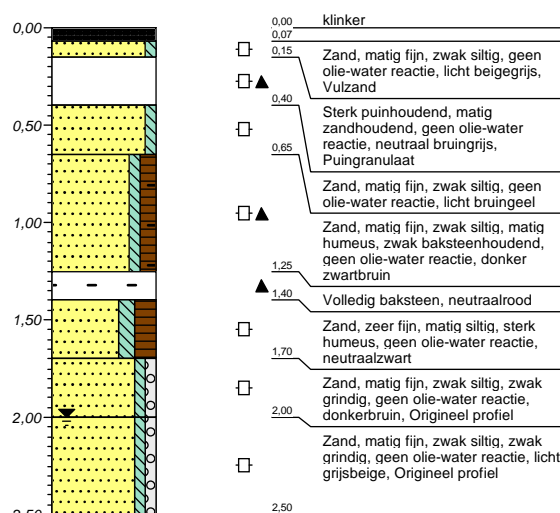 0,00
0,50
1,00
1,50
2,00
2,50
0,00
klinker
0,07
0,15
Zand, matig fijn, zwak siltig, geen
olie-water reactie, licht beigegrijs,
Vulzand
0,40
Sterk puinhoudend, matig
zandhoudend, geen olie-water
reactie, neutraal bruingrijs,
Puingranulaat
0,65
Zand, matig fijn, zwak siltig, geen
olie-water reactie, licht bruingeel
Zand, matig fijn, zwak siltig, matig
humeus, zwak baksteenhoudend,
geen olie-water reactie, donker
zwartbruin
1,25
1,40
Volledig baksteen, neutraalrood
Zand, zeer fijn, matig siltig, sterk
humeus, geen olie-water reactie,
neutraalzwart
1,70
Zand, matig fijn, zwak siltig, zwak
grindig, geen olie-water reactie,
donkerbruin, Origineel profiel
2,00
Zand, matig fijn, zwak siltig, zwak
grindig, geen olie-water reactie, licht
grijsbeige, Origineel profiel
2,50